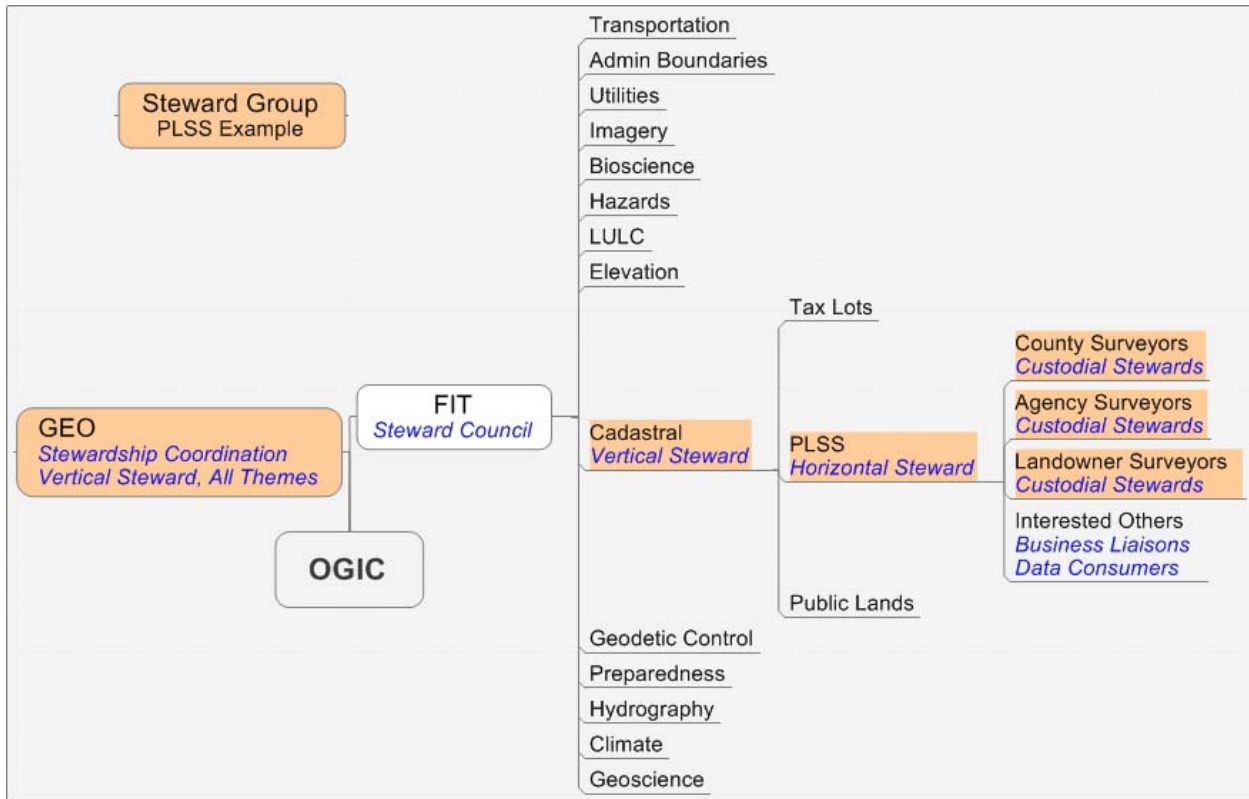 Steward Group
PLSS Example
GEO
Stewardship Coordination
Vertical Steward, All Themes
FIT
Steward Council
OGIC
Transportation
Admin Boundaries
Utilities
Imagery
Bioscience
Hazards
LULC
Elevation
Cadastral
Vertical Steward
Tax Lots
PLSS
Horizontal Steward
County Surveyors
Custodial Stewards
Agency Surveyors
Custodial Stewards
Landowner Surveyors
Custodial Stewards
Interested Others
Business Liaisons
Data Consumers
Public Lands
Geodetic Control
Preparedness
Hydrography
Climate
Geoscience